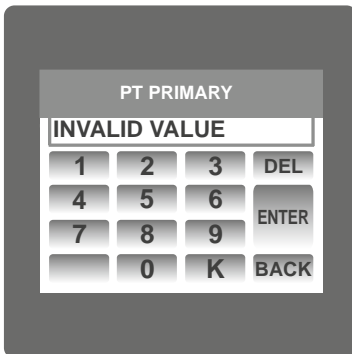 PT PRIMARY
INVALID VALUE
1 2 3 DEL
4 5 6 ENTER
7 8 9
0 K BACK